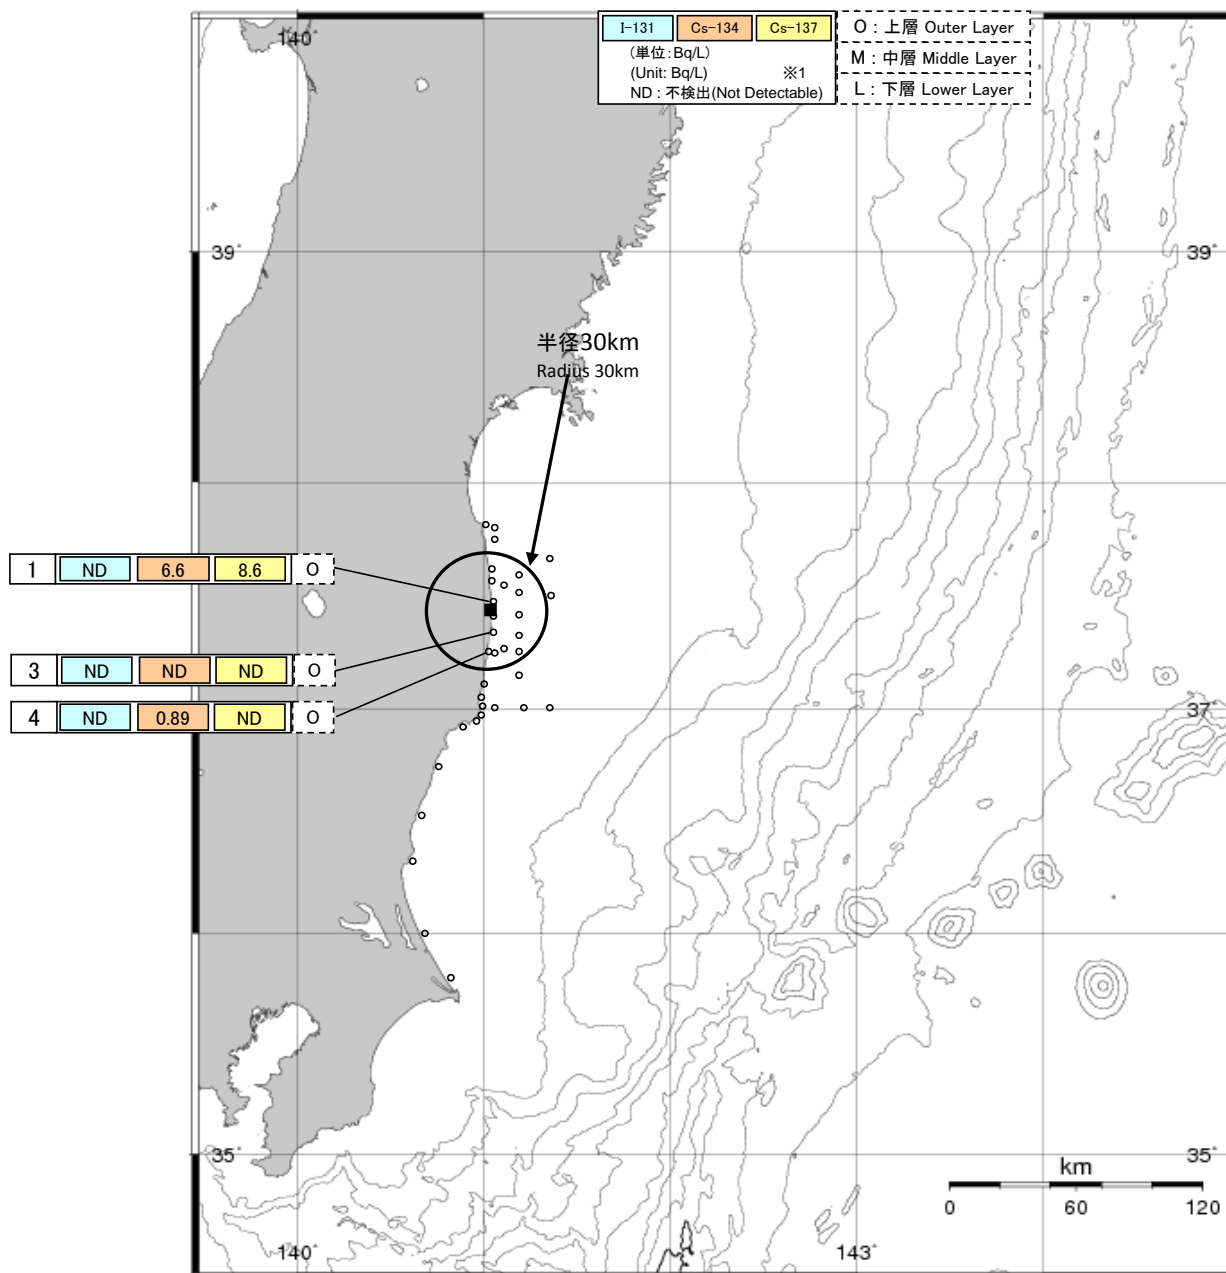 140°
I-131 Cs-134 Cs-137
(単位:Bq/L)
(Unit: Bq/L) ※1
ND : 不検出(Not Detectable)
O : 上層 Outer Layer
M : 中層 Middle Layer
L : 下層 Lower Layer
39° 39°
半径30km
Radius 30km
1 ND 6.6 8.6 O
3 ND ND ND O
4 ND 0.89 ND O
37°
35° 35°
km
0 60 120
140° 143°